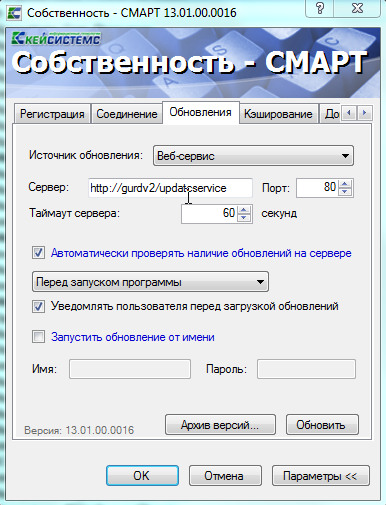 Собственность - СМАРТ 13.01.00.0016
КЕЙСИСТЕМС
Собственность - СМАРТ
Регистрация Соединение Обновления Кэширование До
Источник обновления: Веб-сервис
Сервер: http://gurdv2/updateservice Порт: 80
Таймаут сервера: 60 секунд
Автоматически проверять наличие обновлений на сервере
Перед запуском программы
Уведомлять пользователя перед загрузкой обновлений
Запустить обновление от имени
Имя: Пароль:
Версия: 13.01.00.0016 Архив версий... Обновить
OK Отмена Параметры <<